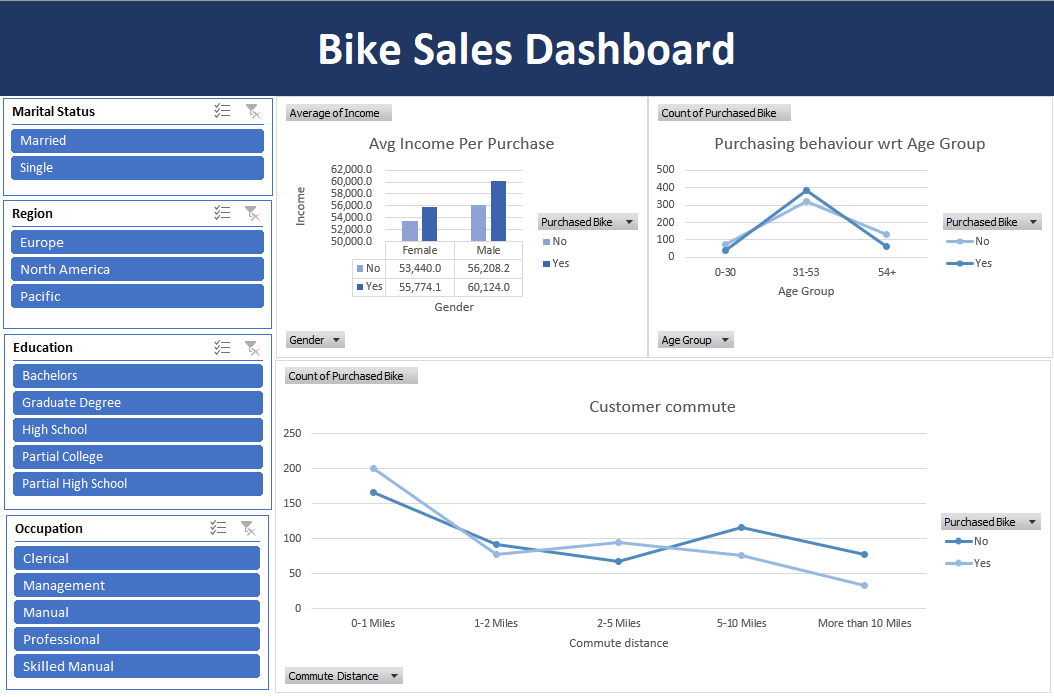 Bike Sales Dashboard
Marital Status
Married
Single
Region
Europe
North America
Pacific
Education
Bachelors
Graduate Degree
High School
Partial College
Partial High School
Occupation
Clerical
Management
Manual
Professional
Skilled Manual
Average of Income
Avg Income Per Purchase
Income
62,000.0
60,000.0
58,000.0
56,000.0
54,000.0
52,000.0
50,000.0
Female Male
No 53,440.0 56,208.2
Yes 55,774.1 60,124.0
Gender
Purchased Bike
No
Yes
Gender
Count of Purchased Bike
Purchasing behaviour wrt Age Group
500
400
300
200
100
0
0-30 31-53 54+
Age Group
Purchased Bike
No
Yes
Age Group
Count of Purchased Bike
Customer commute
250
200
150
100
50
0
0-1 Miles 1-2 Miles 2-5 Miles 5-10 Miles More than 10 Miles
Commute distance
Purchased Bike
No
Yes
Commute Distance